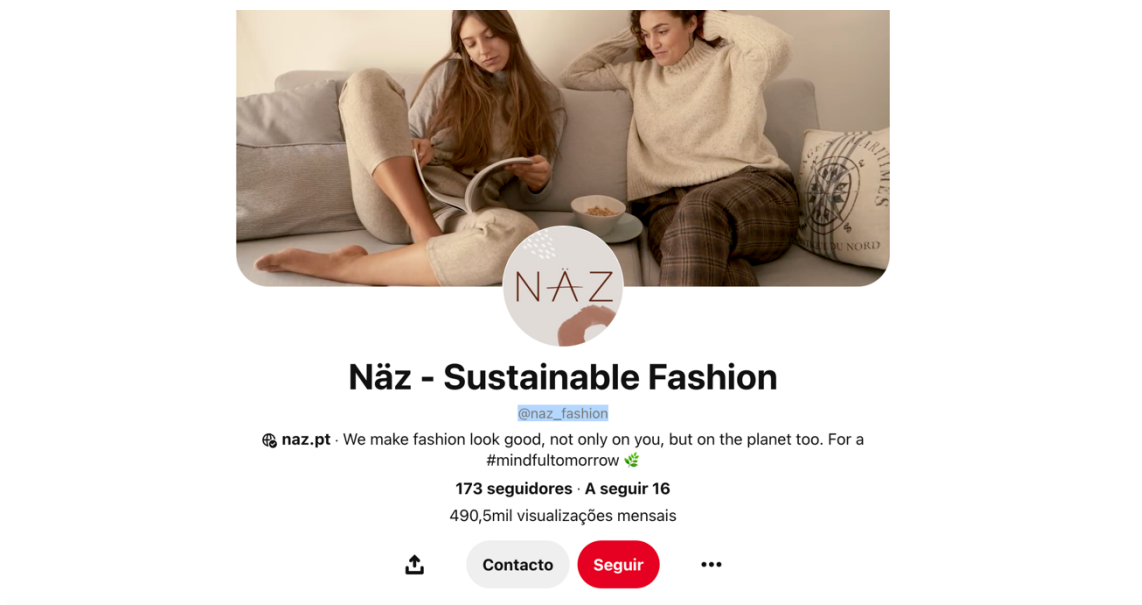 NÄZ
Näz - Sustainable Fashion
@naz_fashion
naz.pt · We make fashion look good, not only on you, but on the planet too. For a
#mindfultomorrow 🌿
173 seguidores · A seguir 16
490,5mil visualizações mensais
Contacto
Seguir